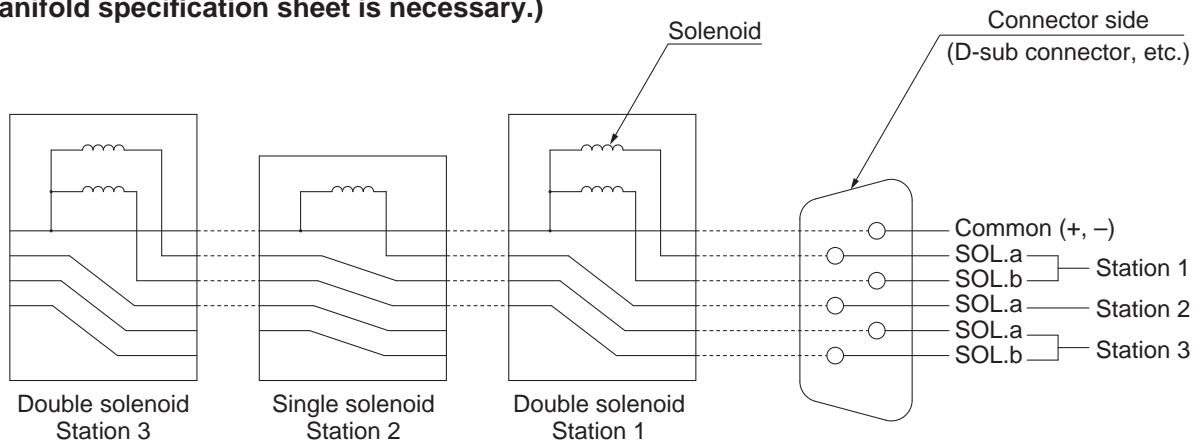 anifold specification sheet is necessary.)
Solenoid
Connector side
(D-sub connector, etc.)
Common (+, –)
SOL.a
SOL.b
Station 1
SOL.a
Station 2
SOL.a
SOL.b
Station 3
Double solenoid
Station 3
Single solenoid
Station 2
Double solenoid
Station 1